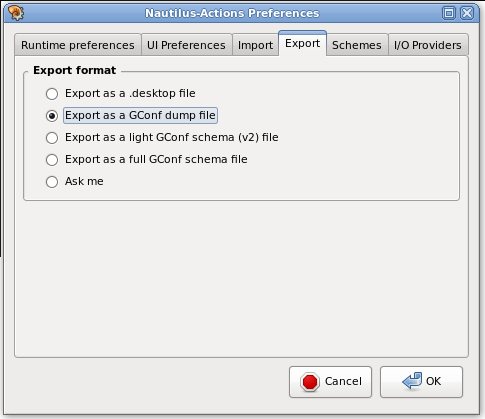 Nautilus-Actions Preferences
Runtime preferences UI Preferences Import Export Schemes I/O Providers
Export format
Export as a .desktop file
Export as a GConf dump file
Export as a light GConf schema (v2) file
Export as a full GConf schema file
Ask me
Cancel OK